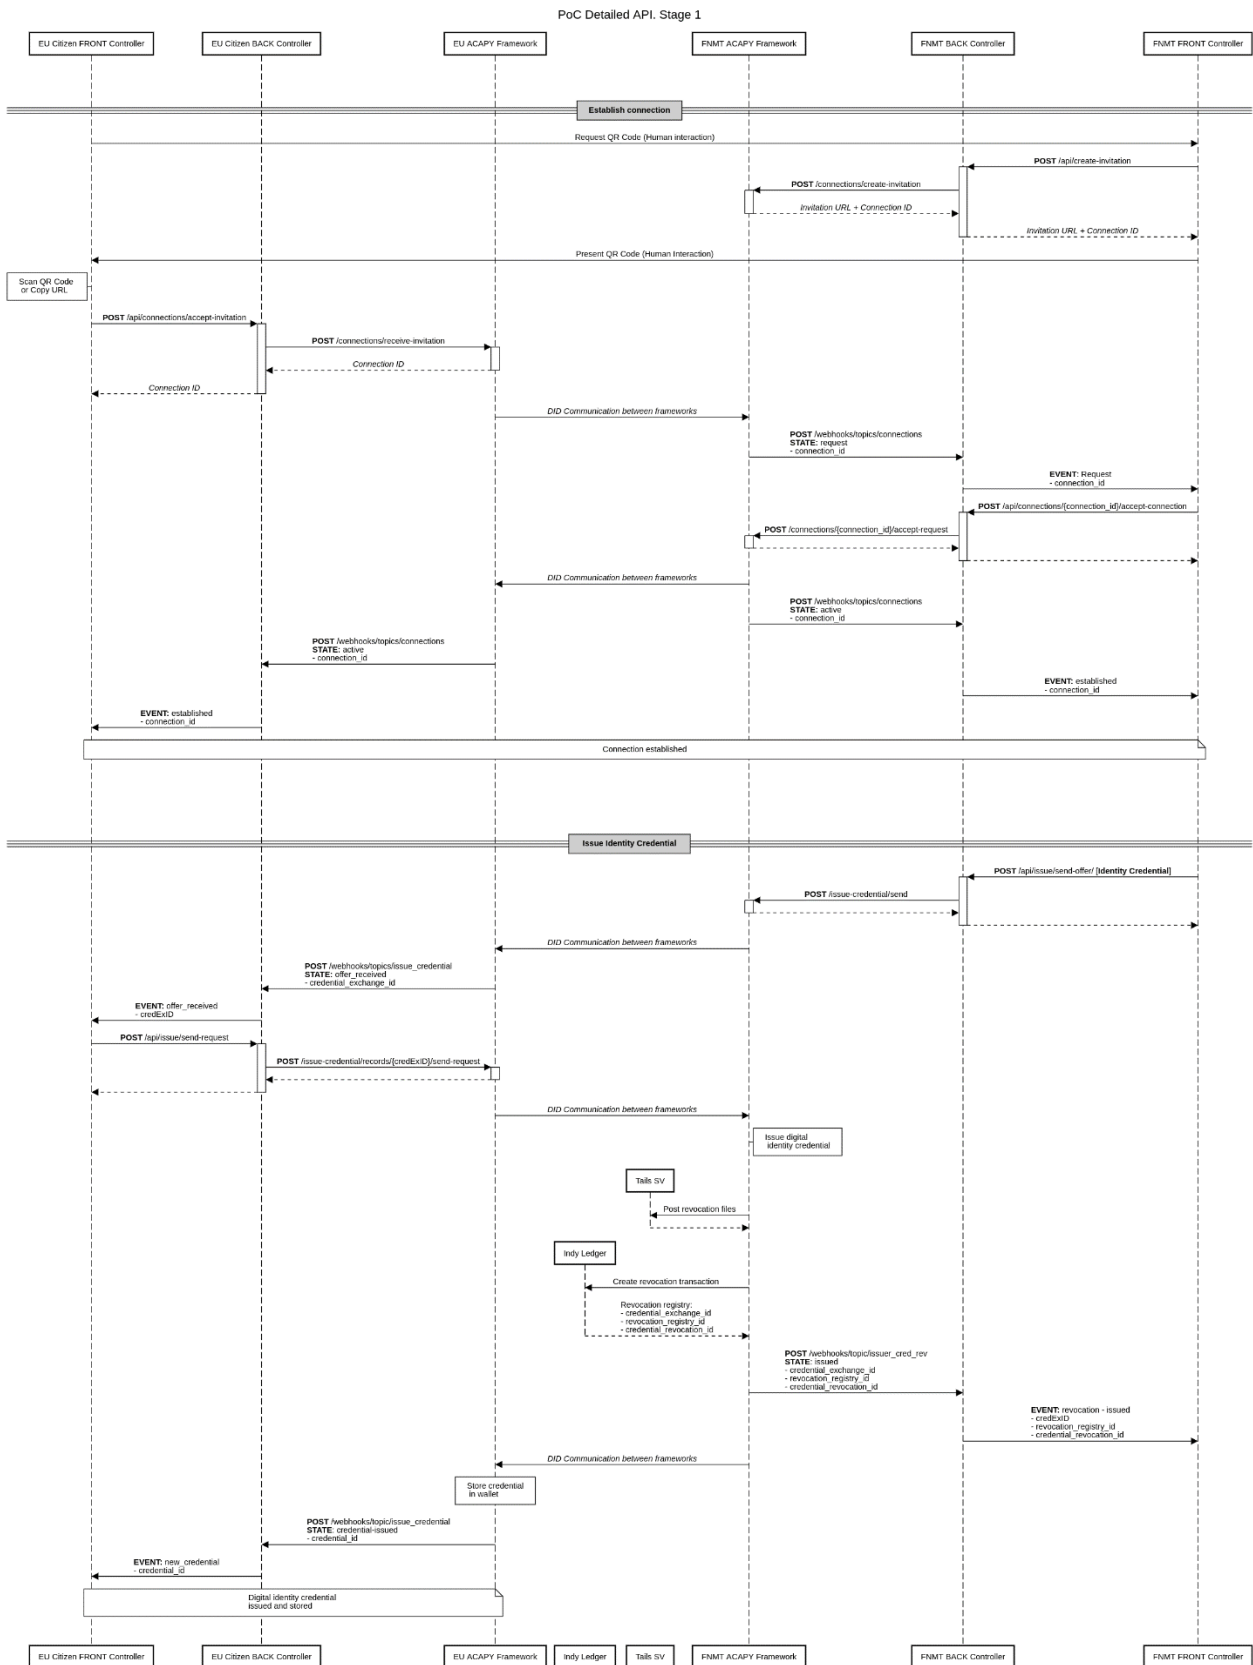 PoC Detailed API. Stage 1
EU Citizen FRONT Controller
EU Citizen BACK Controller
EU ACAPY Framework
FNMT ACAPY Framework
FNMT BACK Controller
FNMT FRONT Controller
Establish connection
Request QR Code (Human interaction)
POST /api/create-invitation
POST /connections/create-invitation
Invitation URL + Connection ID
Invitation URL + Connection ID
Present QR Code (Human Interaction)
Scan QR Code
or Copy URL
POST /api/connections/accept-invitation
POST /connections/receive-invitation
Connection ID
Connection ID
DID Communication between frameworks
POST /webhooks/topics/connections
STATE: request
- connection_id
EVENT: Request
- connection_id
POST /api/connections/{connection_id}/accept-connection
POST /connections/{connection_id}/accept-request
DID Communication between frameworks
POST /webhooks/topics/connections
STATE: active
- connection_id
POST /webhooks/topics/connections
STATE: active
- connection_id
EVENT: established
- connection_id
EVENT: established
- connection_id
Connection established
Issue Identity Credential
POST /api/issue/send-offer/ [Identity Credential]
POST /issue-credential/send
DID Communication between frameworks
POST /webhooks/topics/issue_credential
STATE: offer_received
- credential_exchange_id
EVENT: offer_received
- credExID
POST /api/issue/send-request
POST /issue-credential/records/{credExID}/send-request
DID Communication between frameworks
Issue digital
identity credential
Tails SV
Post revocation files
Indy Ledger
Create revocation transaction
Revocation registry:
- credential_exchange_id
- revocation_registry_id
- credential_revocation_id
POST /webhooks/topic/issuer_cred_rev
STATE: issued
- credential_exchange_id
- revocation_registry_id
- credential_revocation_id
EVENT: revocation - issued
- credExID
- revocation_registry_id
- credential_revocation_id
DID Communication between frameworks
Store credential
in wallet
POST /webhooks/topic/issue_credential
STATE: credential-issued
- credential_id
EVENT: new_credential
- credential_id
Digital identity credential
issued and stored
EU Citizen FRONT Controller
EU Citizen BACK Controller
EU ACAPY Framework
Indy Ledger
Tails SV
FNMT ACAPY Framework
FNMT BACK Controller
FNMT FRONT Controller